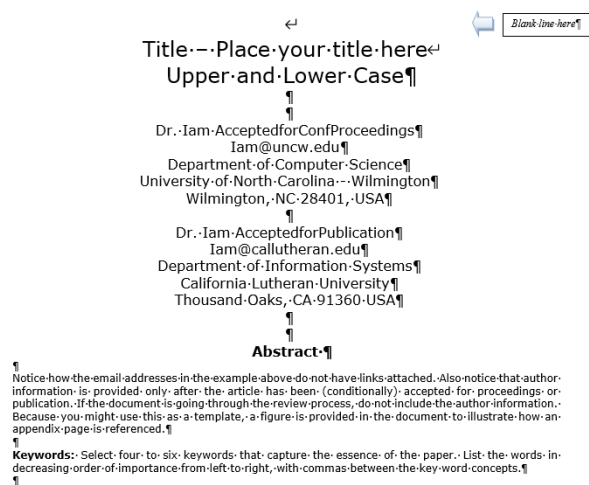 Blank line here
Title – Place your title here
Upper and Lower Case
Dr. Iam AcceptedforConfProceedings
Iam@uncw.edu
Department of Computer Science
University of North Carolina - Wilmington
Wilmington, NC 28401, USA
Dr. Iam AcceptedforPublication
Iam@callutheran.edu
Department of Information Systems
California Lutheran University
Thousand Oaks, CA 91360 USA
Abstract
Notice how the email addresses in the example above do not have links attached. Also notice that author
information is provided only after the article has been (conditionally) accepted for proceedings or
publication. If the document is going through the review process, do not include the author information.
Because you might use this as a template, a figure is provided in the document to illustrate how an
appendix page is referenced.
Keywords: Select four to six keywords that capture the essence of the paper. List the words in
decreasing order of importance from left to right, with commas between the key word concepts.